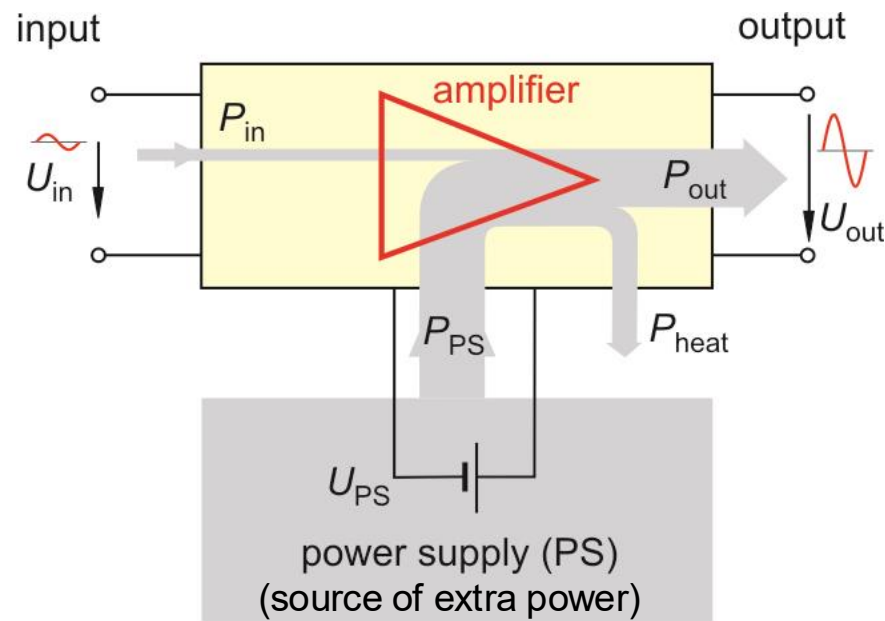 input
output
amplifier
P_in
U_in
P_out
U_out
P_PS
P_heat
U_PS
power supply (PS)
(source of extra power)